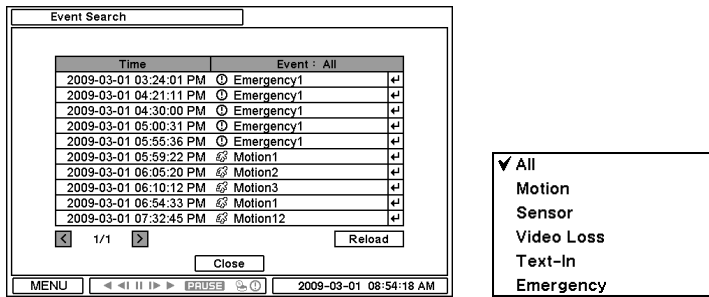 Event Search
Time Event : All
2009-03-01 03:24:01 PM Emergency1
2009-03-01 04:21:11 PM Emergency1
2009-03-01 04:30:00 PM Emergency1
2009-03-01 05:00:31 PM Emergency1
2009-03-01 05:55:36 PM Emergency1
2009-03-01 05:59:22 PM Motion1
2009-03-01 06:05:20 PM Motion2
2009-03-01 06:10:12 PM Motion3
2009-03-01 06:54:33 PM Motion1
2009-03-01 07:32:45 PM Motion12
1/1 Reload
Close
MENU PAUSE 2009-03-01 08:54:18 AM
All
Motion
Sensor
Video Loss
Text-In
Emergency